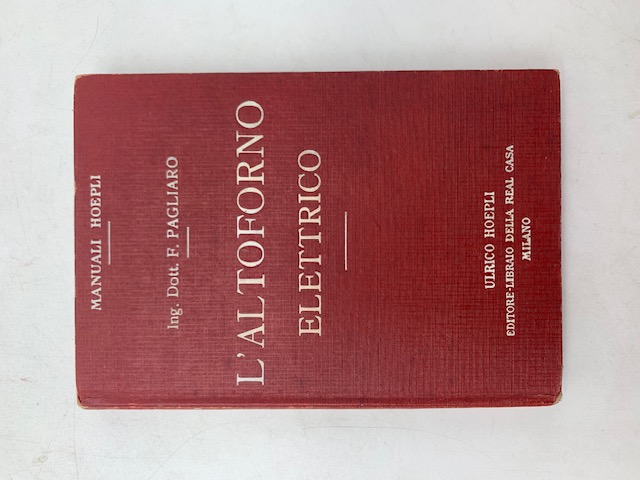 MANUALI HOEPLI
Ing. Dott. F. PAGLIARO
L'ALTOFORNO
ELETTRICO
ULRICO HOEPLI
EDITORE-LIBRAIO DELLA REAL CASA
MILANO